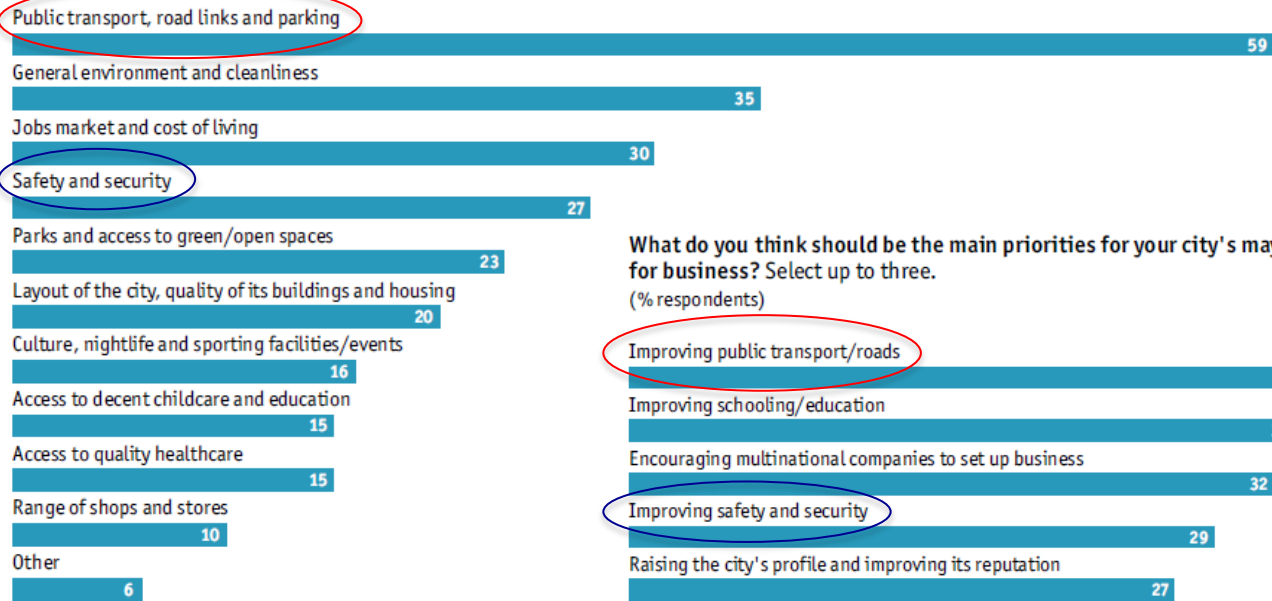 Public transport, road links and parking
59
General environment and cleanliness
35
Jobs market and cost of living
30
Safety and security
27
Parks and access to green/open spaces
23
Layout of the city, quality of its buildings and housing
20
Culture, nightlife and sporting facilities/events
16
Access to decent childcare and education
15
Access to quality healthcare
15
Range of shops and stores
10
Other
6
What do you think should be the main priorities for your city's
for business? Select up to three.
(% respondents)
Improving public transport/roads
Improving schooling/education
Encouraging multinational companies to set up business
32
Improving safety and security
29
Raising the city's profile and improving its reputation
27